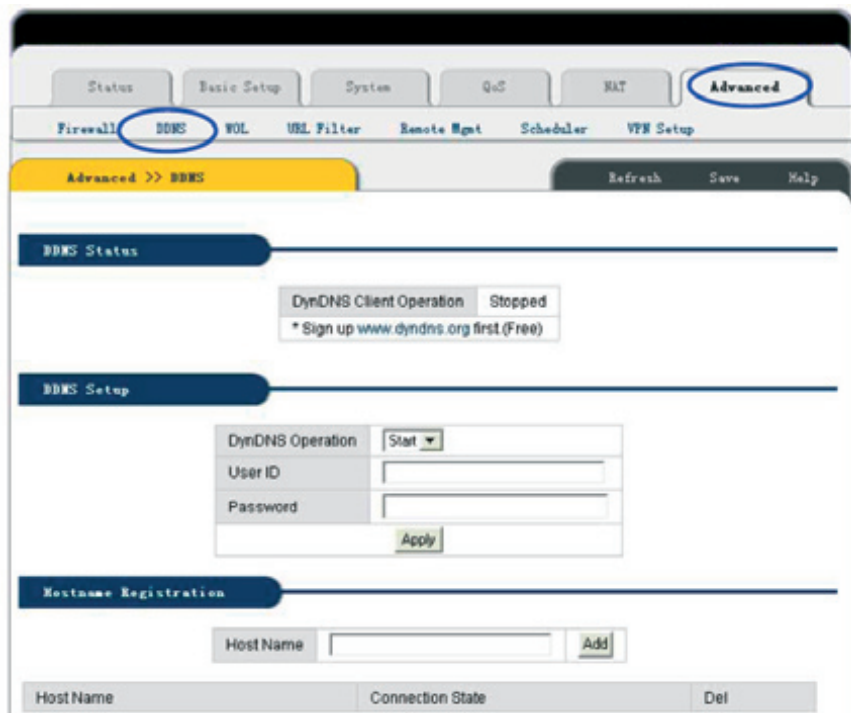 Status Basic Setup System QoS NAT Advanced
Firewall DDNS WOL URL Filter Remote Mgmt Scheduler VPN Setup
Advanced >> DDNS Refresh Save Help
DDNS Status
DynDNS Client Operation Stopped
* Sign up www.dyndns.org first.(Free)
DDNS Setup
DynDNS Operation Start
User ID
Password
Apply
Hostname Registration
Host Name Add
Host Name Connection State Del